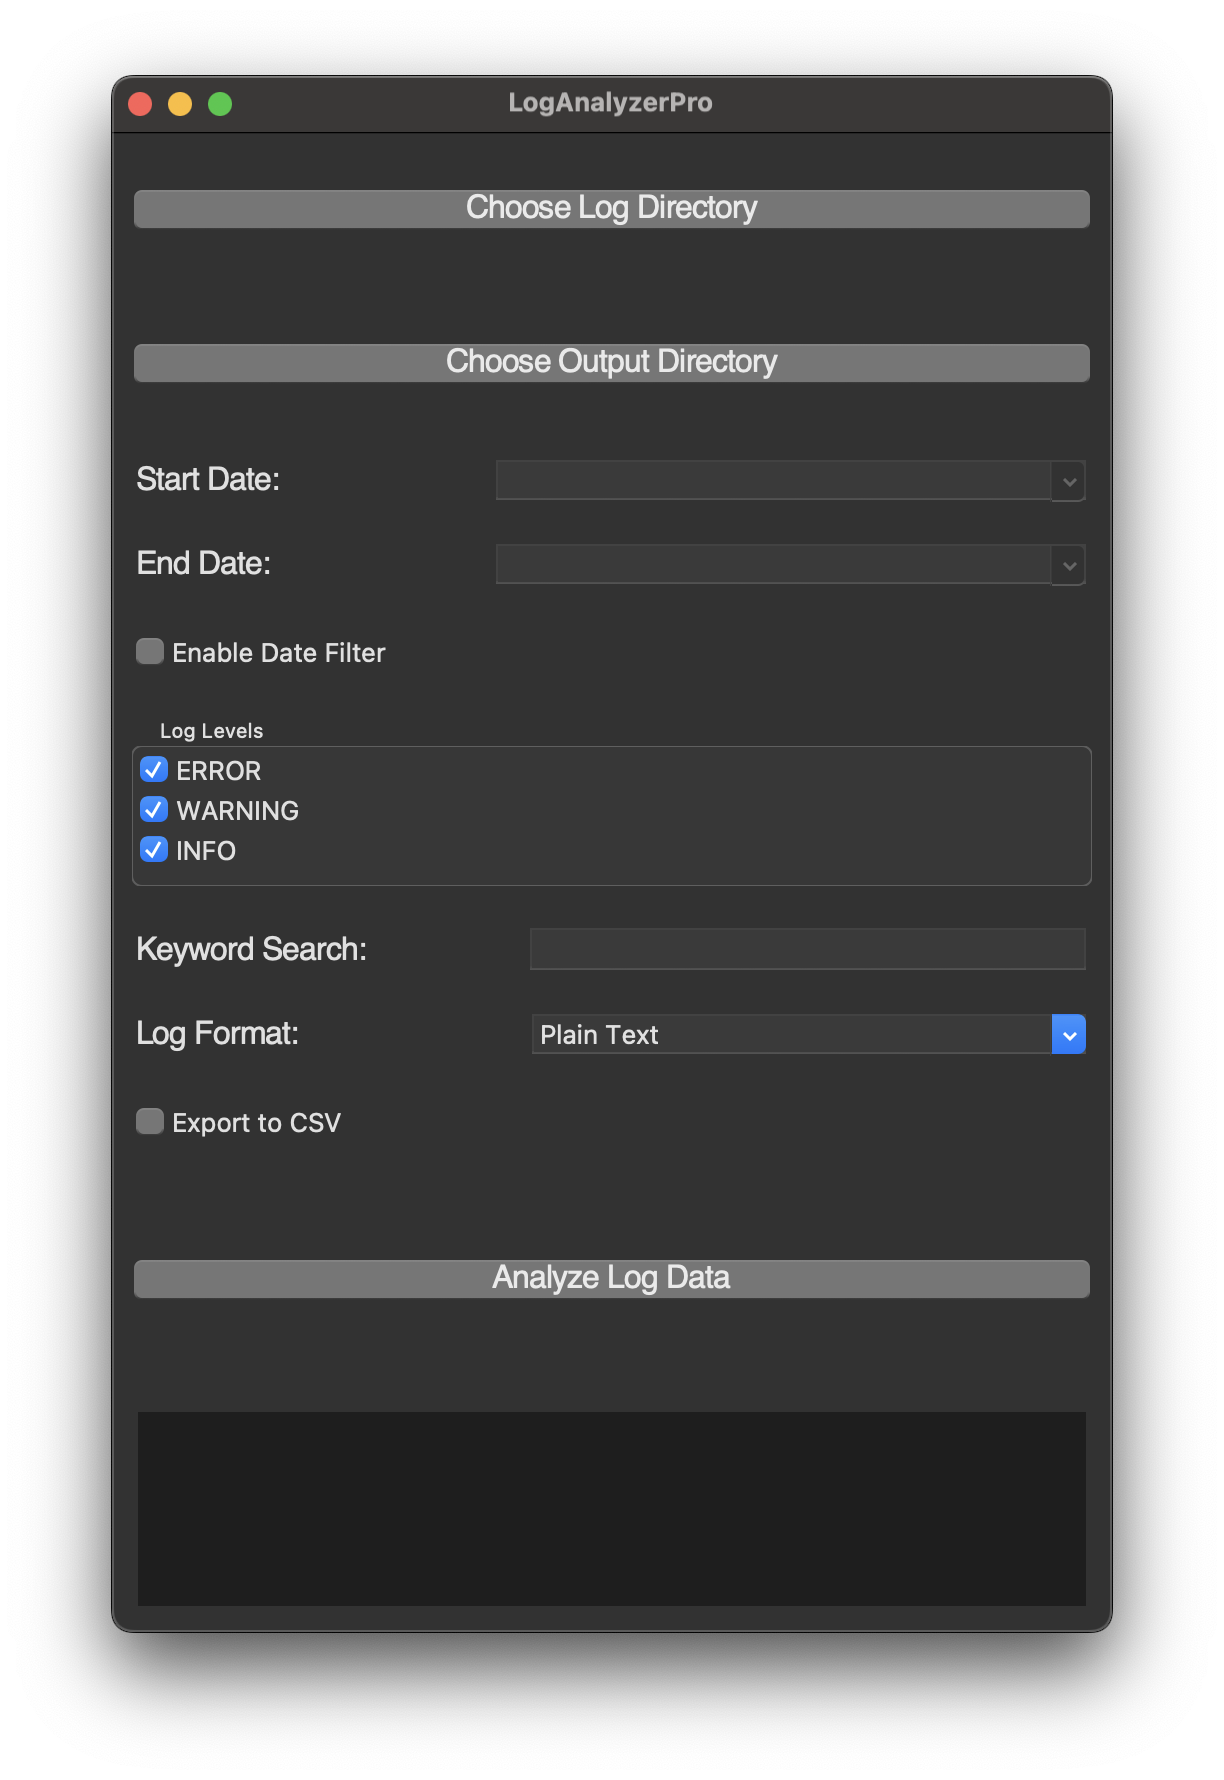 LogAnalyzerPro
Choose Log Directory
Choose Output Directory
Start Date:
End Date:
Enable Date Filter
Log Levels
ERROR
WARNING
INFO
Keyword Search:
Log Format: Plain Text
Export to CSV
Analyze Log Data